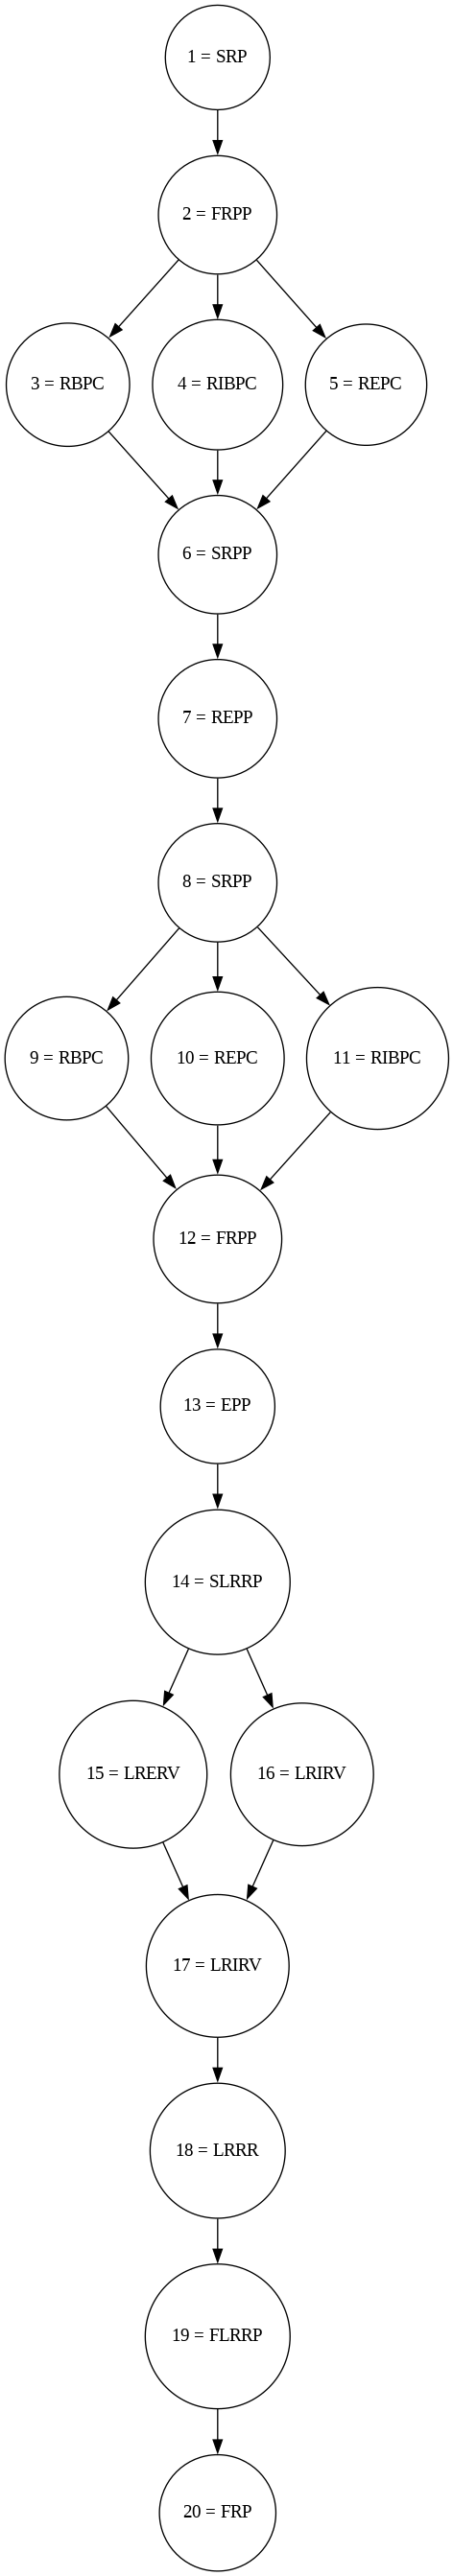 1 = SRP
2 = FRPP
3 = RBPC
4 = RIBPC
5 = REPC
6 = SRPP
7 = REPP
8 = SRPP
9 = RBPC
10 = REPC
11 = RIBPC
12 = FRPP
13 = EPP
14 = SLRRP
15 = LRERV
16 = LRIRV
17 = LRIRV
18 = LRRR
19 = FLRRP
20 = FRP